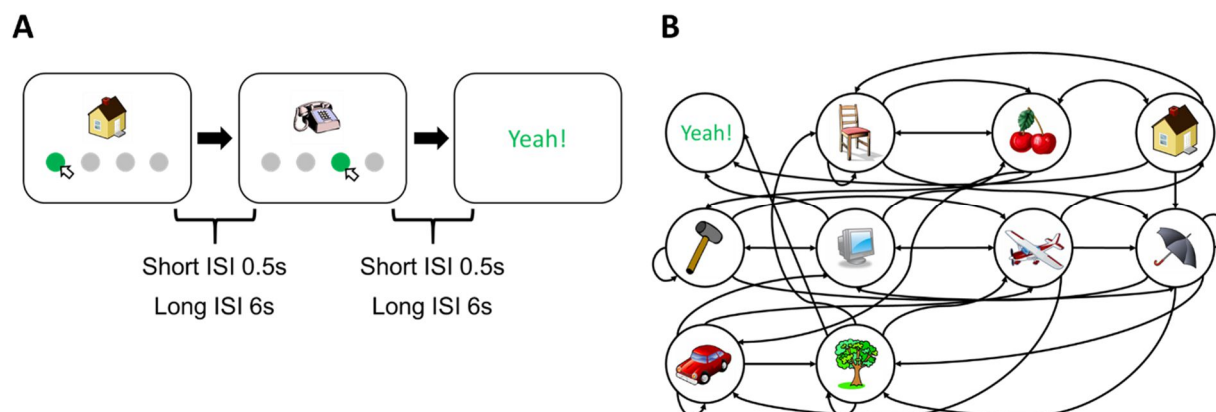 A
B
Yeah!
Yeah!
Short ISI 0.5s
Long ISI 6s
Short ISI 0.5s
Long ISI 6s